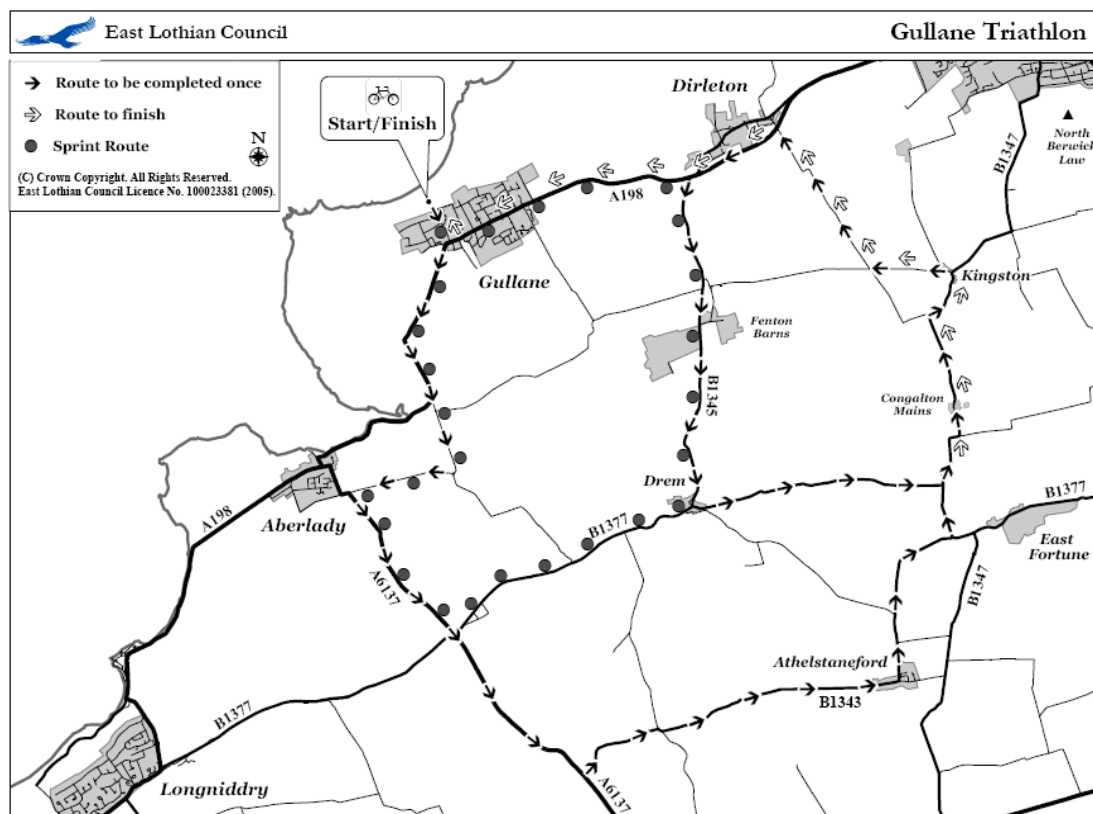 East Lothian Council
Gullane Triathlon
Route to be completed once
Route to finish
Sprint Route
N
(C) Crown Copyright. All Rights Reserved.
East Lothian Council Licence No. 100023381 (2005).
Start/Finish
Dirleton
North
Berwick
Law
B1347
A198
Gullane
Kingston
Fenton
Barns
B1345
Congalton
Mains
Drem
Aberlady
A198
B1377
B1377
East
Fortune
A6137
B1347
Athelstaneford
B1343
B1377
A6137
Longniddry